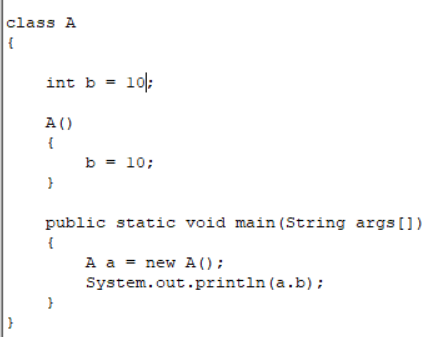 class A
{
int b = 10;
A()
{
b = 10;
}
public static void main(String args[])
{
A a = new A();
System.out.println(a.b);
}
}